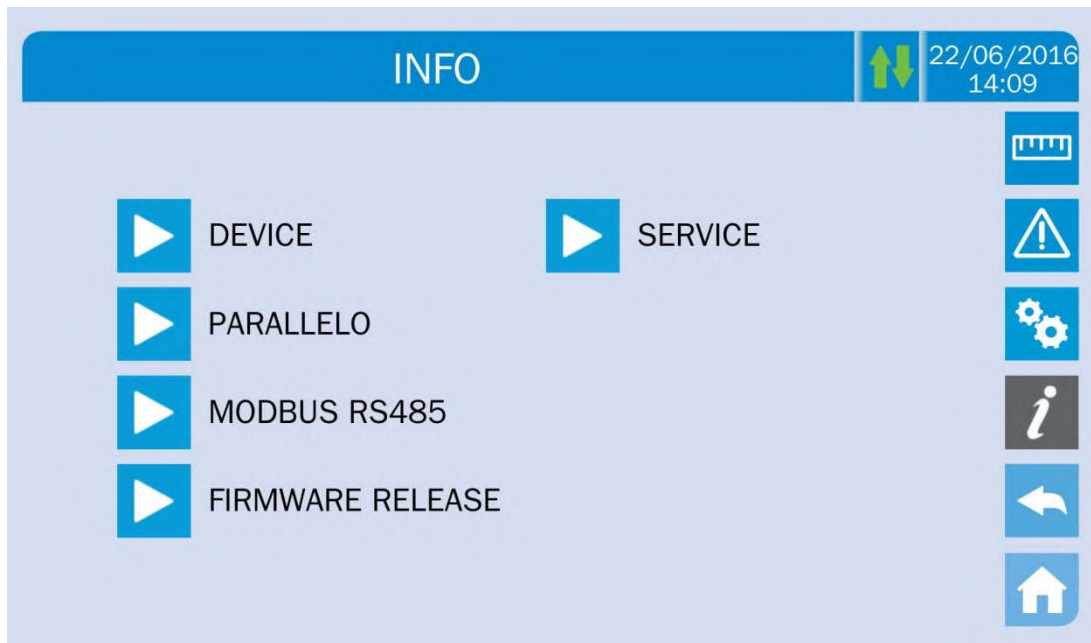 INFO
22/06/2016
14:09
DEVICE
SERVICE
PARALLELO
MODBUS RS485
FIRMWARE RELEASE